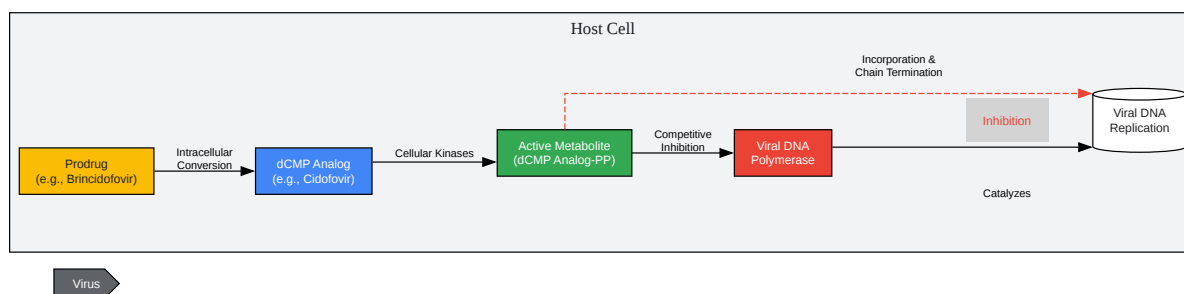 Host Cell
Incorporation &
Chain Termination
Inhibition
Viral DNA
Replication
Prodrug
(e.g., Brincidofovir)
Intracellular
Conversion
dCMP Analog
(e.g., Cidofovir)
Cellular Kinases
Active Metabolite
(dCMP Analog-PP)
Competitive
Inhibition
Viral DNA
Polymerase
Catalyzes
Virus